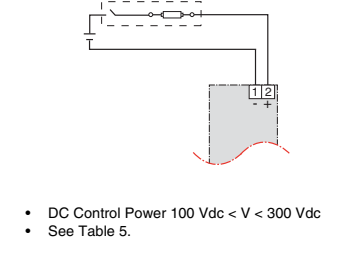 1 2
- +
• DC Control Power 100 Vdc < V < 300 Vdc
• See Table 5.